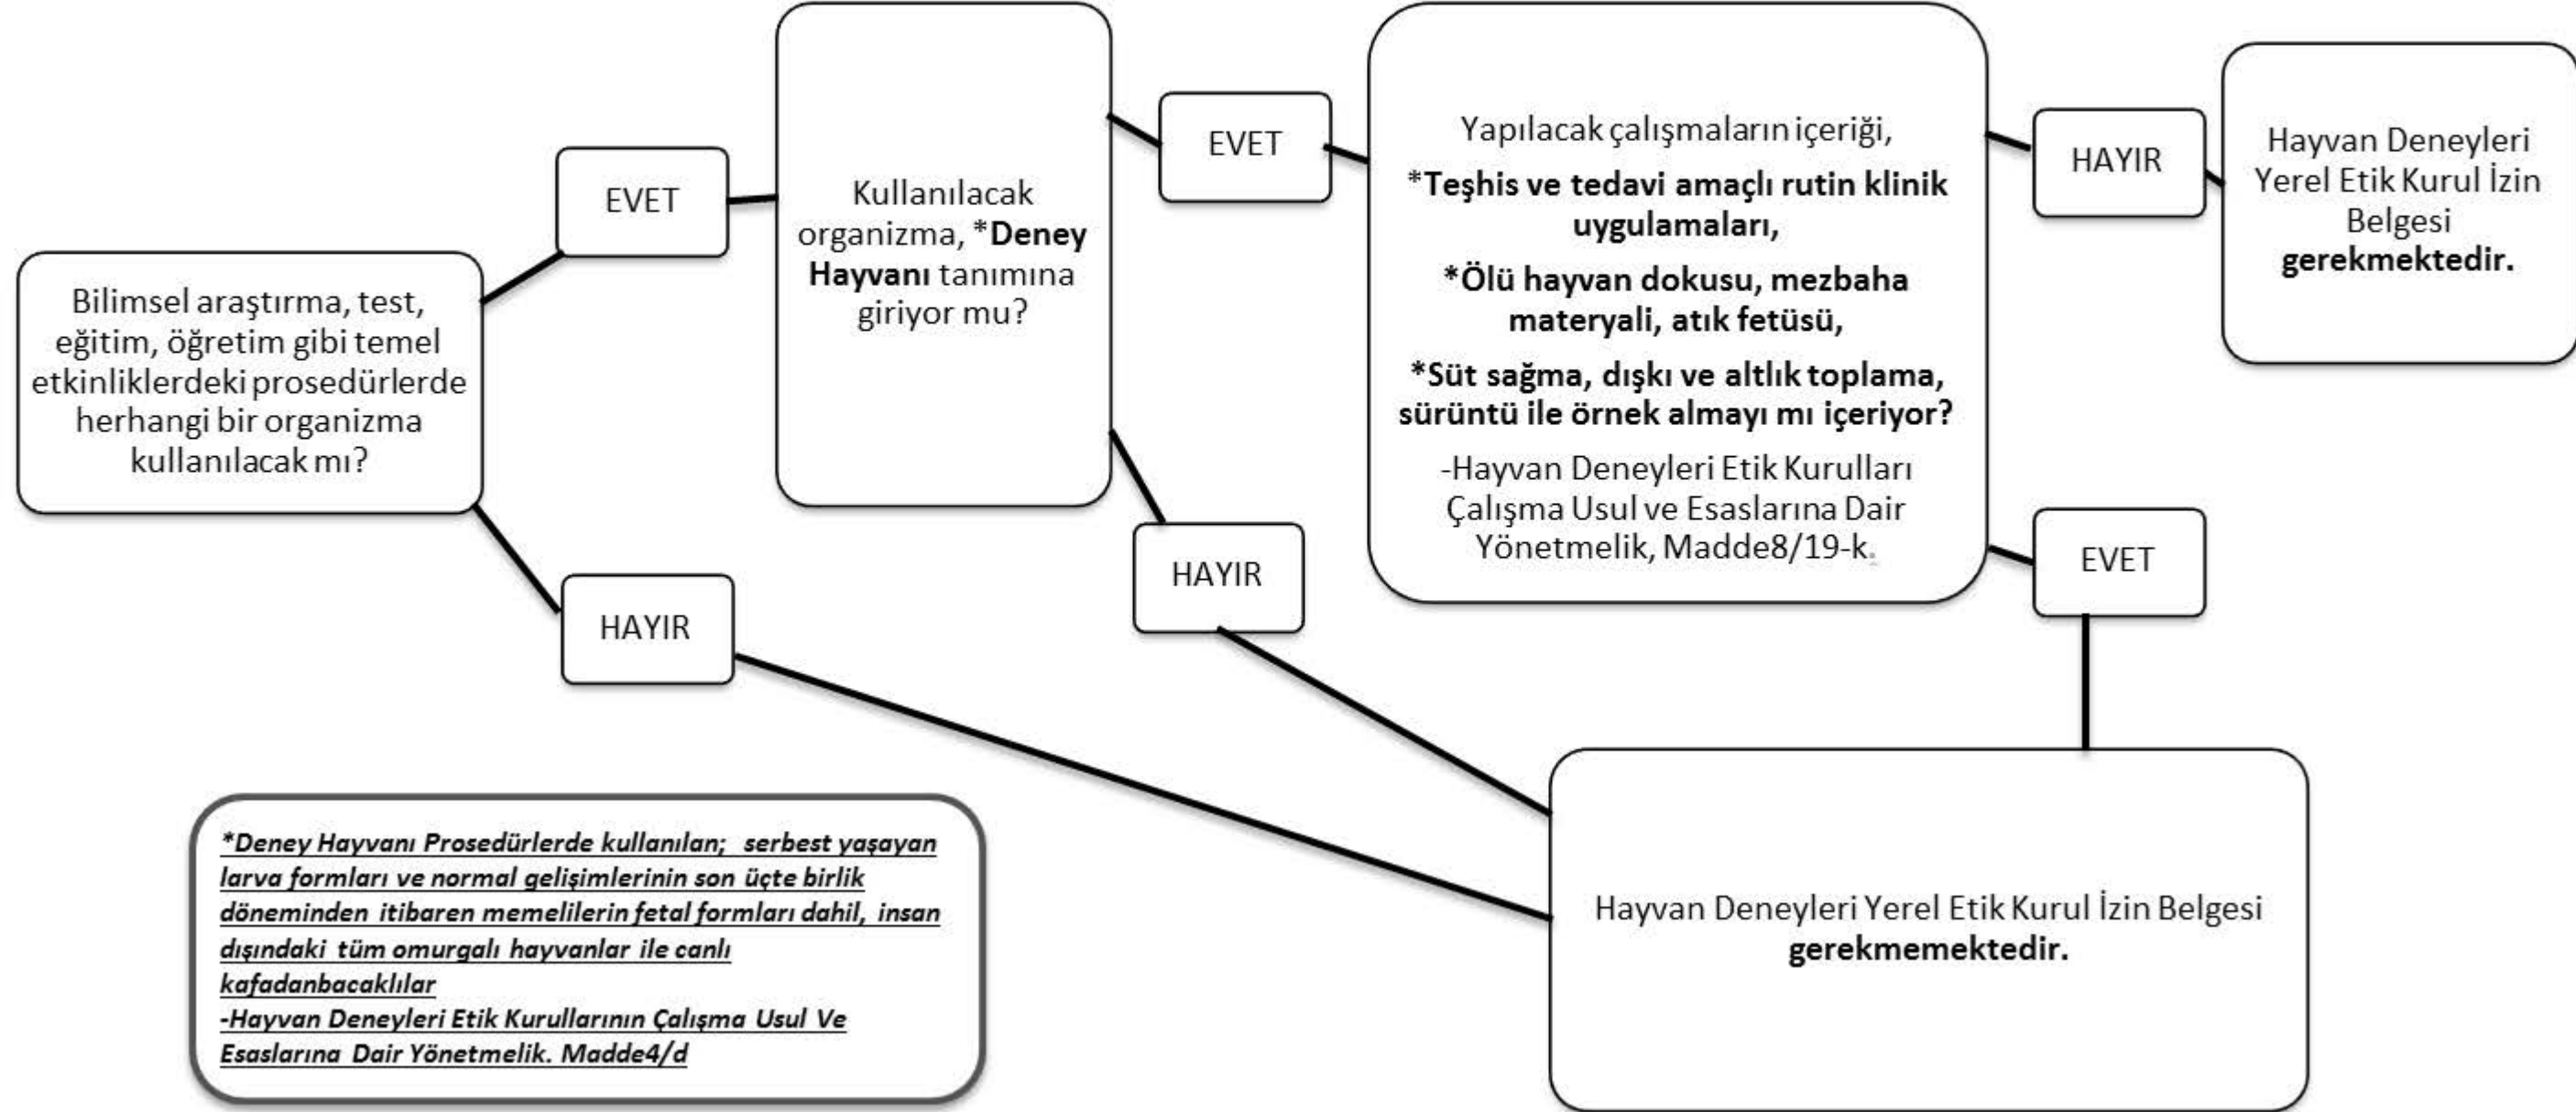 Bilimsel araştırma, test,
eğitim, öğretim gibi temel
etkinliklerdeki prosedürlerde
herhangi bir organizma
kullanılacak mı?
EVET
HAYIR
Kullanılacak
organizma, *Deney
Hayvanı tanımına
giriyor mu?
EVET
HAYIR
Yapılacak çalışmaların içeriği,
*Teşhis ve tedavi amaçlı rutin klinik
uygulamaları,
*Ölü hayvan dokusu, mezbaha
materyali, atık fetüsü,
*Süt sağma, dışkı ve altlık toplama,
sürüntü ile örnek almayı mı içeriyor?
-Hayvan Deneyleri Etik Kurulları
Çalışma Usul ve Esaslarına Dair
Yönetmelik, Madde8/19-k.
HAYIR
EVET
Hayvan Deneyleri
Yerel Etik Kurul İzin
Belgesi
gerekmektedir.
Hayvan Deneyleri Yerel Etik Kurul İzin Belgesi
gerekmemektedir.
*Deney Hayvanı Prosedürlerde kullanılan; serbest yaşayan
larva formları ve normal gelişimlerinin son üçte birlik
döneminden itibaren memelilerin fetal formları dahil, insan
dışındaki tüm omurgalı hayvanlar ile canlı
kafadanbacaklılar
-Hayvan Deneyleri Etik Kurullarının Çalışma Usul Ve
Esaslarına Dair Yönetmelik. Madde4/d